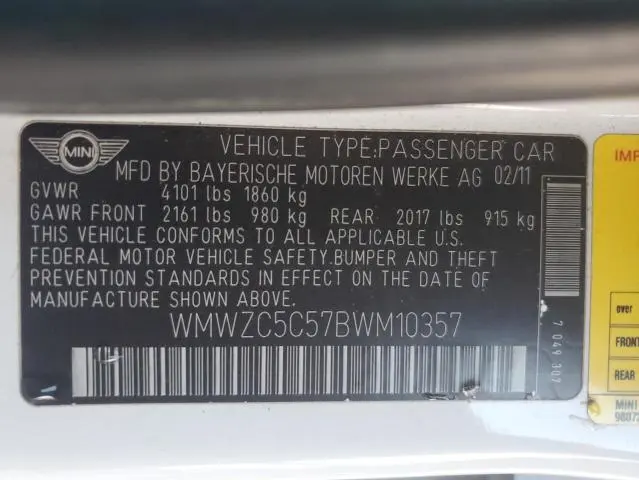 MINI
VEHICLE TYPE:PASSENGER CAR
MFD BY BAYERISCHE MOTOREN WERKE AG 02/11
GVWR 4101 lbs 1860 kg
GAWR FRONT 2161 lbs 980 kg REAR 2017 lbs 915 kg
THIS VEHICLE CONFORMS TO ALL APPLICABLE U.S.
FEDERAL MOTOR VEHICLE SAFETY,BUMPER AND THEFT
PREVENTION STANDARDS IN EFFECT ON THE DATE OF
MANUFACTURE SHOWN ABOVE.
WMWZC5C57BWM10357
7 049 307
IMP
over
FRONT
REAR
MINI